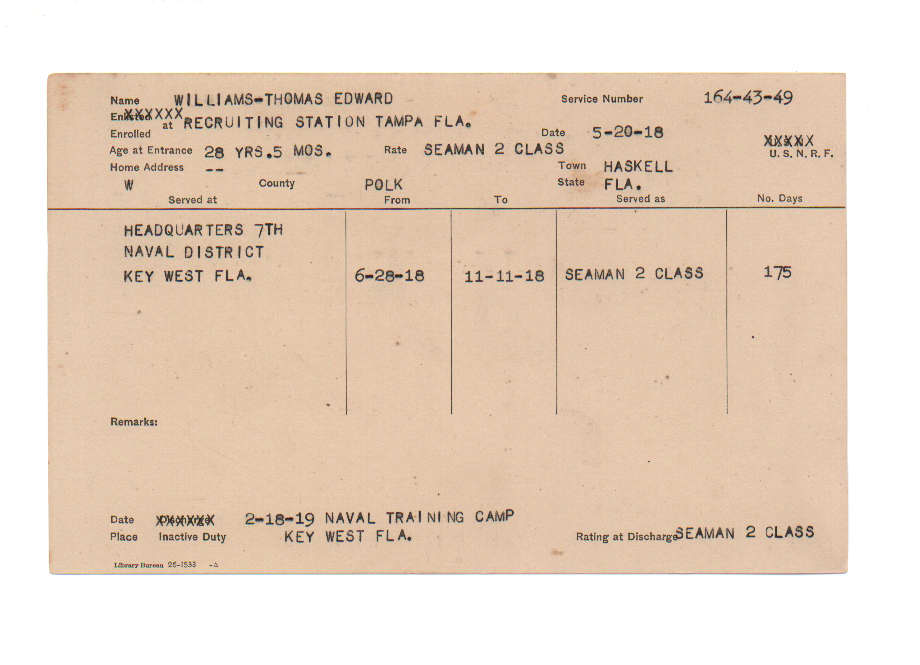 Name WILLIAMS-THOMAS EDWARD Service Number 164-43-49
XXXXXX at RECRUITING STATION TAMPA FLA.
Enrolled Date 5-20-18 XXXXX
Age at Entrance 28 YRS.5 MOS. Rate SEAMAN 2 CLASS U. S. N. R. F.
Home Address -- Town HASKELL
W County POLK State FLA.
Served at From To Served as No. Days
HEADQUARTERS 7TH
NAVAL DISTRICT
KEY WEST FLA. 6-28-18 11-11-18 SEAMAN 2 CLASS 175
Remarks:
Date XXXXXX 2-18-19 NAVAL TRAINING CAMP
Place Inactive Duty KEY WEST FLA. Rating at Discharge SEAMAN 2 CLASS
Library Bureau 26-1533 -A